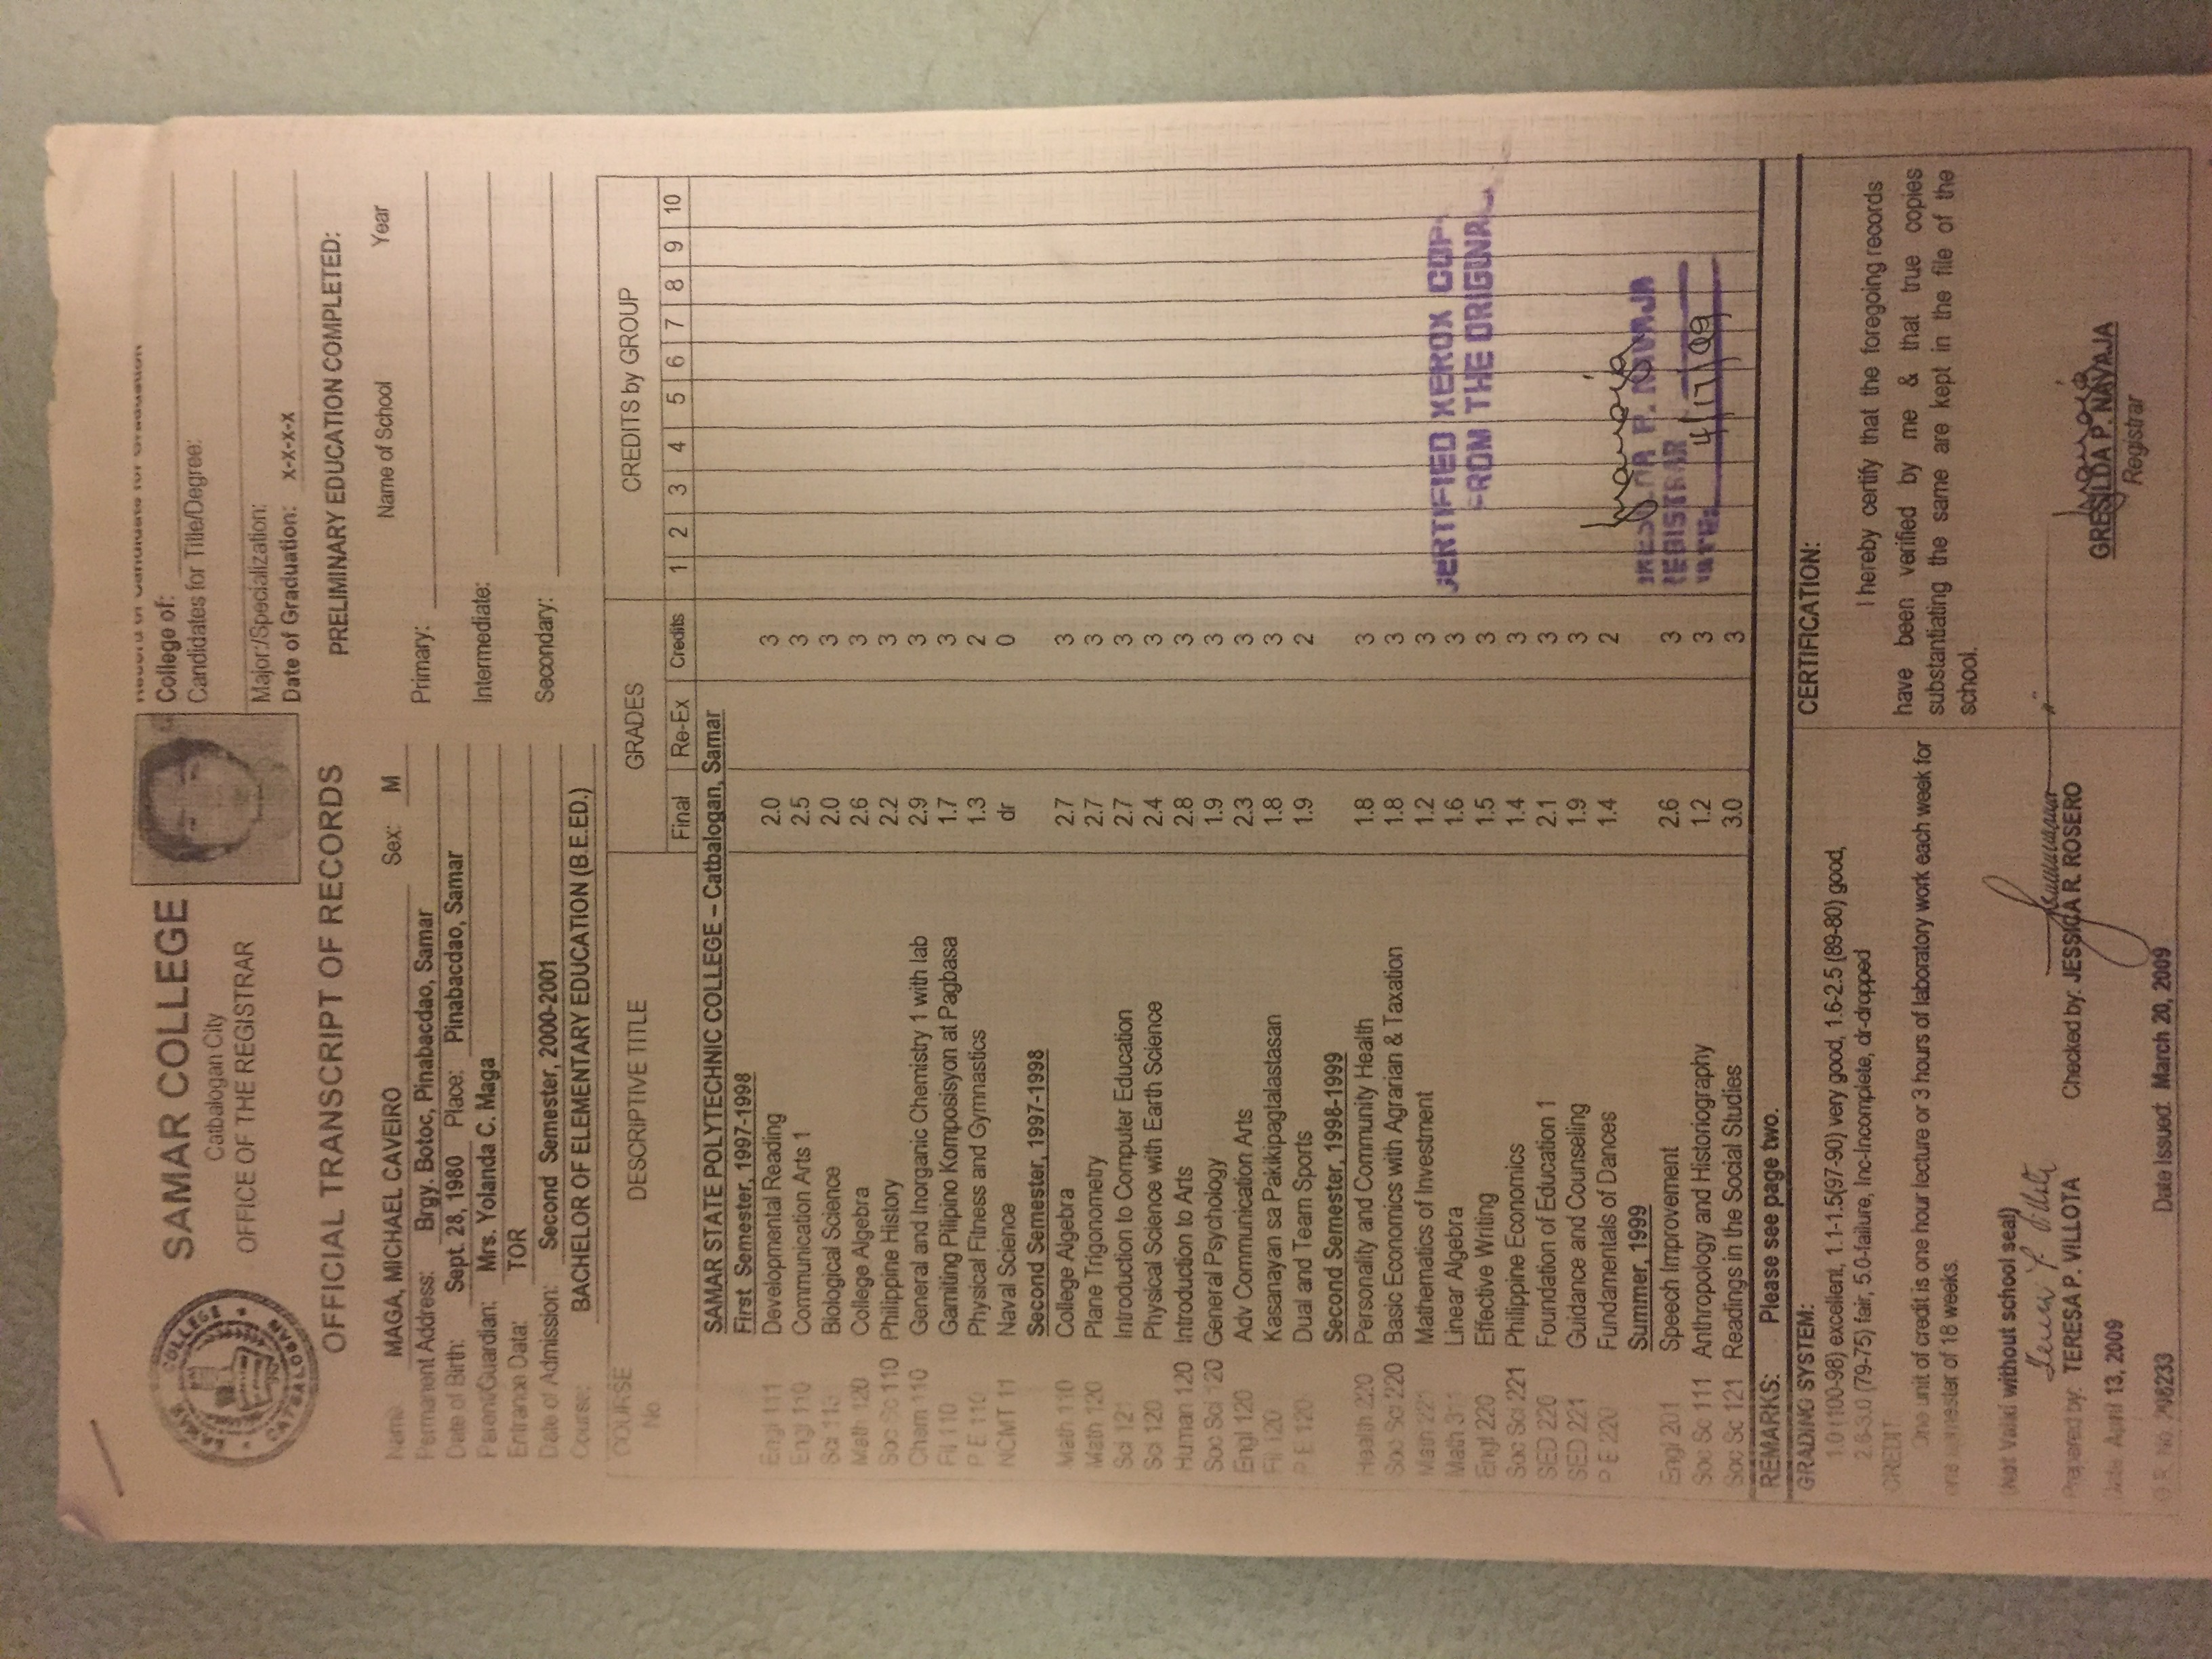 SAMAR COLLEGE
CATBALOGAN
SAMAR COLLEGE
Catbalogan City
OFFICE OF THE REGISTRAR
Record of Candidate for Graduation
College of:
Candidates for Title/Degree:
Major:/Specialization:
Date of Graduation: x-x-x-x
OFFICIAL TRANSCRIPT OF RECORDS
PRELIMINARY EDUCATION COMPLETED:
Name of School Year
Name: MAGA, MICHAEL CAVEIRO Sex: M
Permanent Address: Brgy. Botoc, Pinabacdao, Samar
Primary:
Date of Birth: Sept. 28, 1980 Place: Pinabacdao, Samar
Parent/Guardian: Mrs. Yolanda C. Maga
Intermediate:
Entrance Data: TOR
Date of Admission: Second Semester, 2000-2001
Secondary:
Course: BACHELOR OF ELEMENTARY EDUCATION (B.E.ED.)
COURSE No. DESCRIPTIVE TITLE GRADES CREDITS by GROUP
Final Re-Ex Credits 1 2 3 4 5 6 7 8 9 10
SAMAR STATE POLYTECHNIC COLLEGE – Catbalogan, Samar
First Semester, 1997-1998
Engl 111 Developmental Reading 2.0 3
Engl 110 Communication Arts 1 2.5 3
Sci 113 Biological Science 2.0 3
Math 120 College Algebra 2.6 3
Soc Sc 110 Philippine History 2.2 3
Chem 110 General and Inorganic Chemistry 1 with lab 2.9 3
Fil 110 Gamiting Pilipino Komposisyon at Pagbasa 1.7 3
P E 110 Physical Fitness and Gymnastics 1.3 2
NCMT 11 Naval Science dr 0
Second Semester, 1997-1998
Math 110 College Algebra 2.7 3
Math 120 Plane Trigonometry 2.7 3
Sci 121 Introduction to Computer Education 2.7 3
Sci 120 Physical Science with Earth Science 2.4 3
Human 120 Introduction to Arts 2.8 3
Soc Sci 120 General Psychology 1.9 3
Engl 120 Adv Communication Arts 2.3 3
Fil 120 Kasanayan sa Pakikipagtalastasan 1.8 3
P E 120 Dual and Team Sports 1.9 2
Second Semester, 1998-1999
Health 220 Personality and Community Health 1.8 3
Soc Sci 220 Basic Economics with Agrarian & Taxation 1.8 3
Math 221 Mathematics of Investment 1.2 3
Math 311 Linear Algebra 1.6 3
Engl 220 Effective Writing 1.5 3
Soc Sci 221 Philippine Economics 1.4 3
SED 220 Foundation of Education 1 2.1 3
SED 221 Guidance and Counseling 1.9 3
P E 220 Fundamentals of Dances 1.4 2
Summer, 1999
Engl 201 Speech Improvement 2.6 3
Soc Sc 111 Anthropology and Historiography 1.2 3
Soc Sc 121 Readings in the Social Studies 3.0 3
CERTIFIED XEROX COP
FROM THE ORIGINA
GRESILDA P. NAVAJA
REGISTRAR
DATE: 4/17/09
REMARKS: Please see page two.
GRADING SYSTEM:
1.0 (100-98) excellent, 1.1-1.5(97-90) very good, 1.6-2.5 (89-80) good,
2.6-3.0 (79-75) fair, 5.0-failure, Inc-Incomplete, dr-dropped
CREDIT
One unit of credit is one hour lecture or 3 hours of laboratory work each week for
one semester of 18 weeks.
CERTIFICATION:
I hereby certify that the foregoing records
have been verified by me & that true copies
substantiating the same are kept in the file of the
school.
(Not Valid without school seal)
Prepared by: TERESA P. VILLOTA Checked by: JESSICA R. ROSERO
GRESILDA P. NAVAJA
Registrar
Date: April 13, 2009
O.R. No. 206233 Date Issued: March 20, 2009